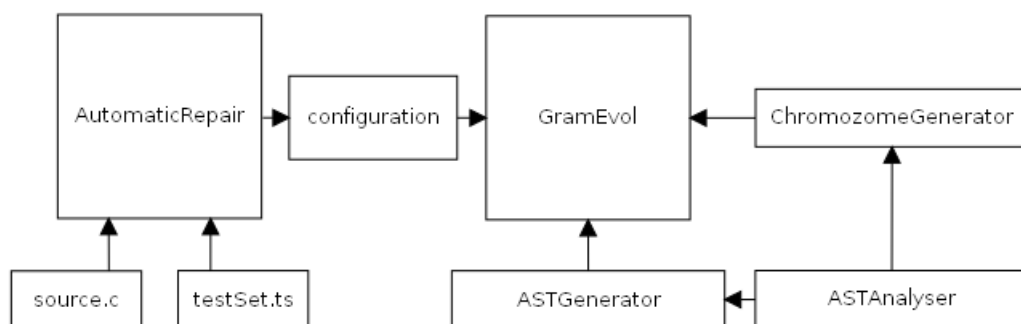 AutomaticRepair
configuration
GramEvol
ChromozomeGenerator
source.c
testSet.ts
ASTGenerator
ASTAnalyser